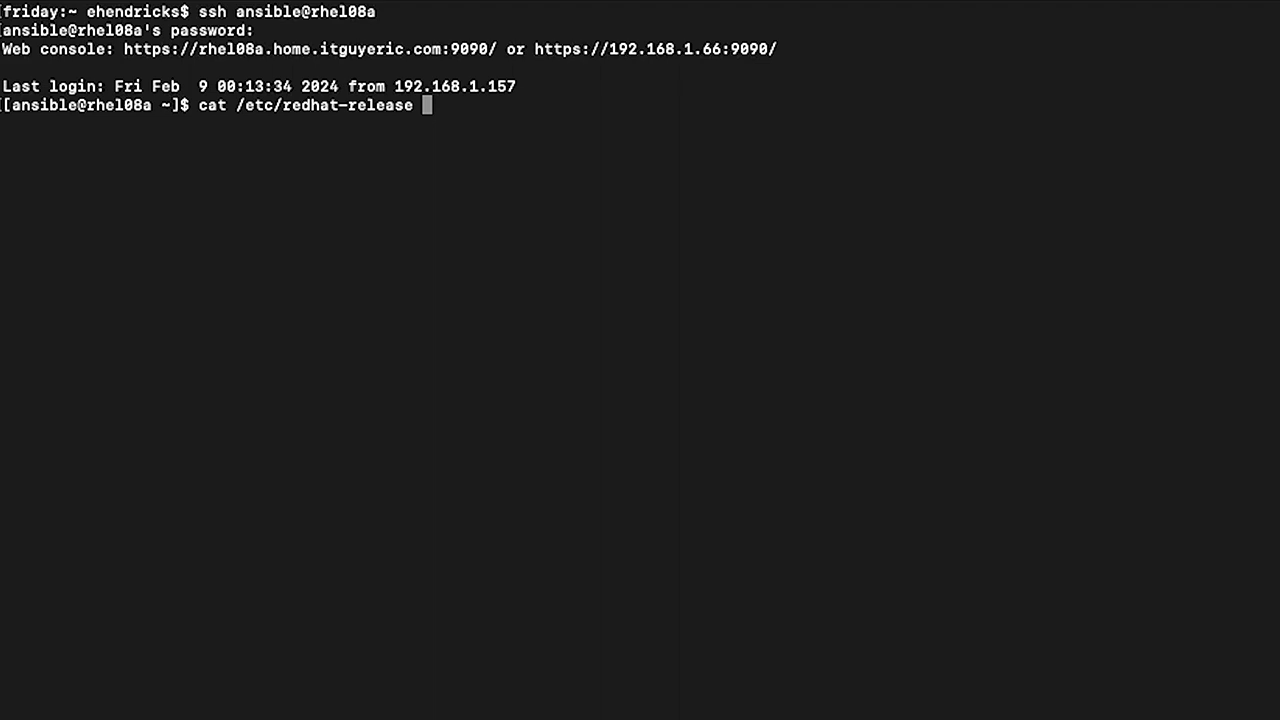 [friday:~ ehendricks$ ssh ansible@rhel08a
[ansible@rhel08a's password:
Web console: https://rhel08a.home.itguyeric.com:9090/ or https://192.168.1.66:9090/
Last login: Fri Feb  9 00:13:34 2024 from 192.168.1.157
[[ansible@rhel08a ~]$ cat /etc/redhat-release